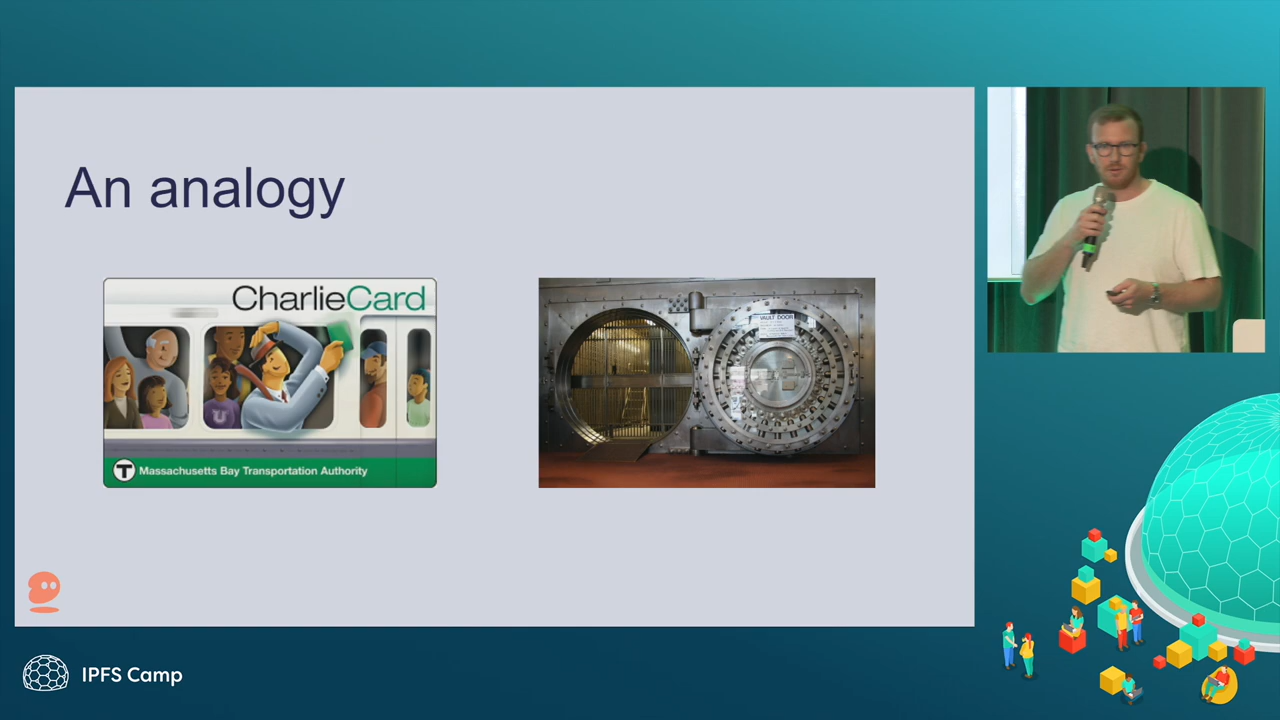 An analogy
CharlieCard
T
Massachusetts Bay Transportation Authority
U
VAULT DOOR
IPFS Camp